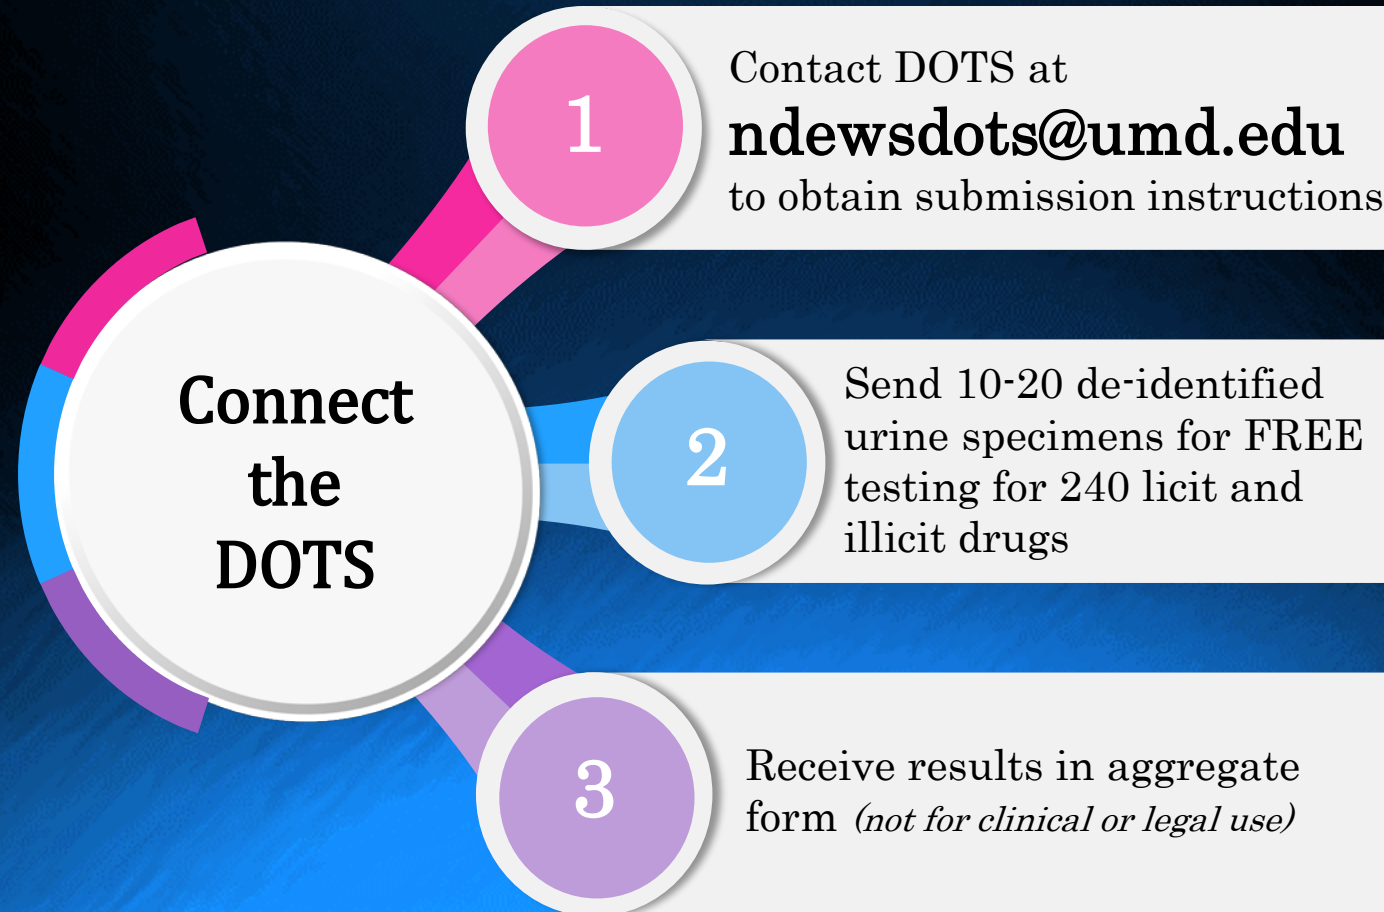 Connect
the
DOTS
1
Contact DOTS at
ndewsdots@umd.edu
to obtain submission instructions
2
Send 10-20 de-identified
urine specimens for FREE
testing for 240 licit and
illicit drugs
3
Receive results in aggregate
form (not for clinical or legal use)